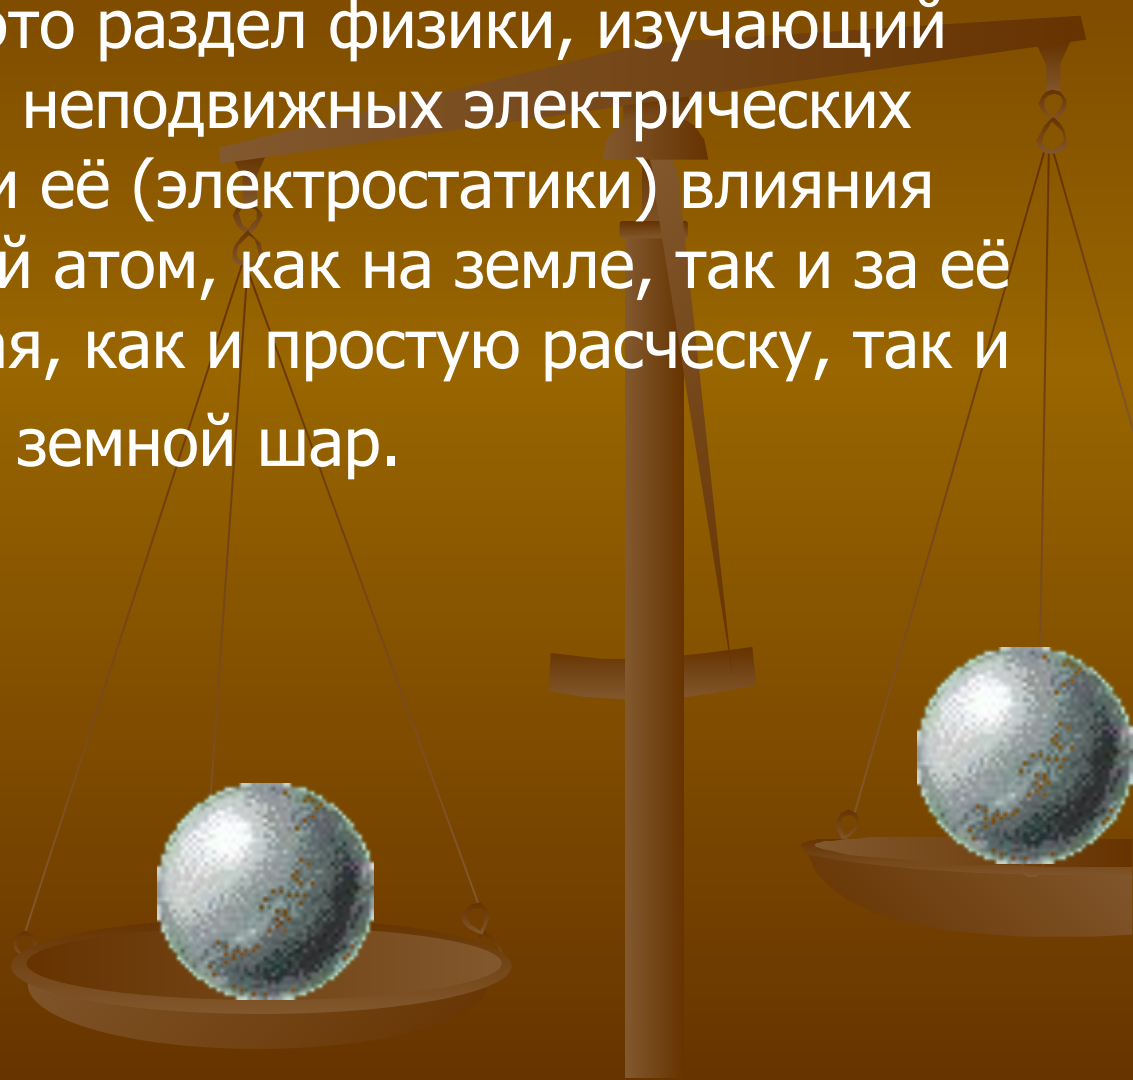 это раздел физики, изучающий
неподвижных электрических
и её (электростатики) влияния
й атом, как на земле, так и за её
ая, как и простую расческу, так и
земной шар.